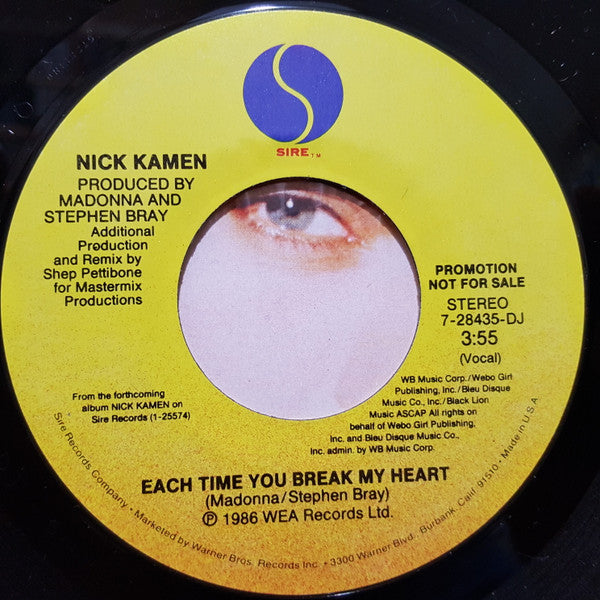 SIRE™
NICK KAMEN
PRODUCED BY
MADONNA AND
STEPHEN BRAY
Additional
Production
and Remix by
Shep Pettibone
for Mastermix
Productions
PROMOTION
NOT FOR SALE
STEREO
7-28435-DJ
3:55
(Vocal)
From the forthcoming
album NICK KAMEN on
Sire Records (1-25574)
WB Music Corp./Webo Girl
Publishing, Inc./Bleu Disque
Music Co., Inc./Black Lion
Music ASCAP All rights on
behalf of Webo Girl Publishing,
Inc. and Bleu Disque Music Co.,
Inc. admin. by WB Music Corp.
EACH TIME YOU BREAK MY HEART
(Madonna/Stephen Bray)
℗ 1986 WEA Records Ltd.
Sire Records Company • Marketed by Warner Bros. Records Inc. • 3300 Warner Blvd., Burbank, Calif. 91510 • Made in U.S.A.